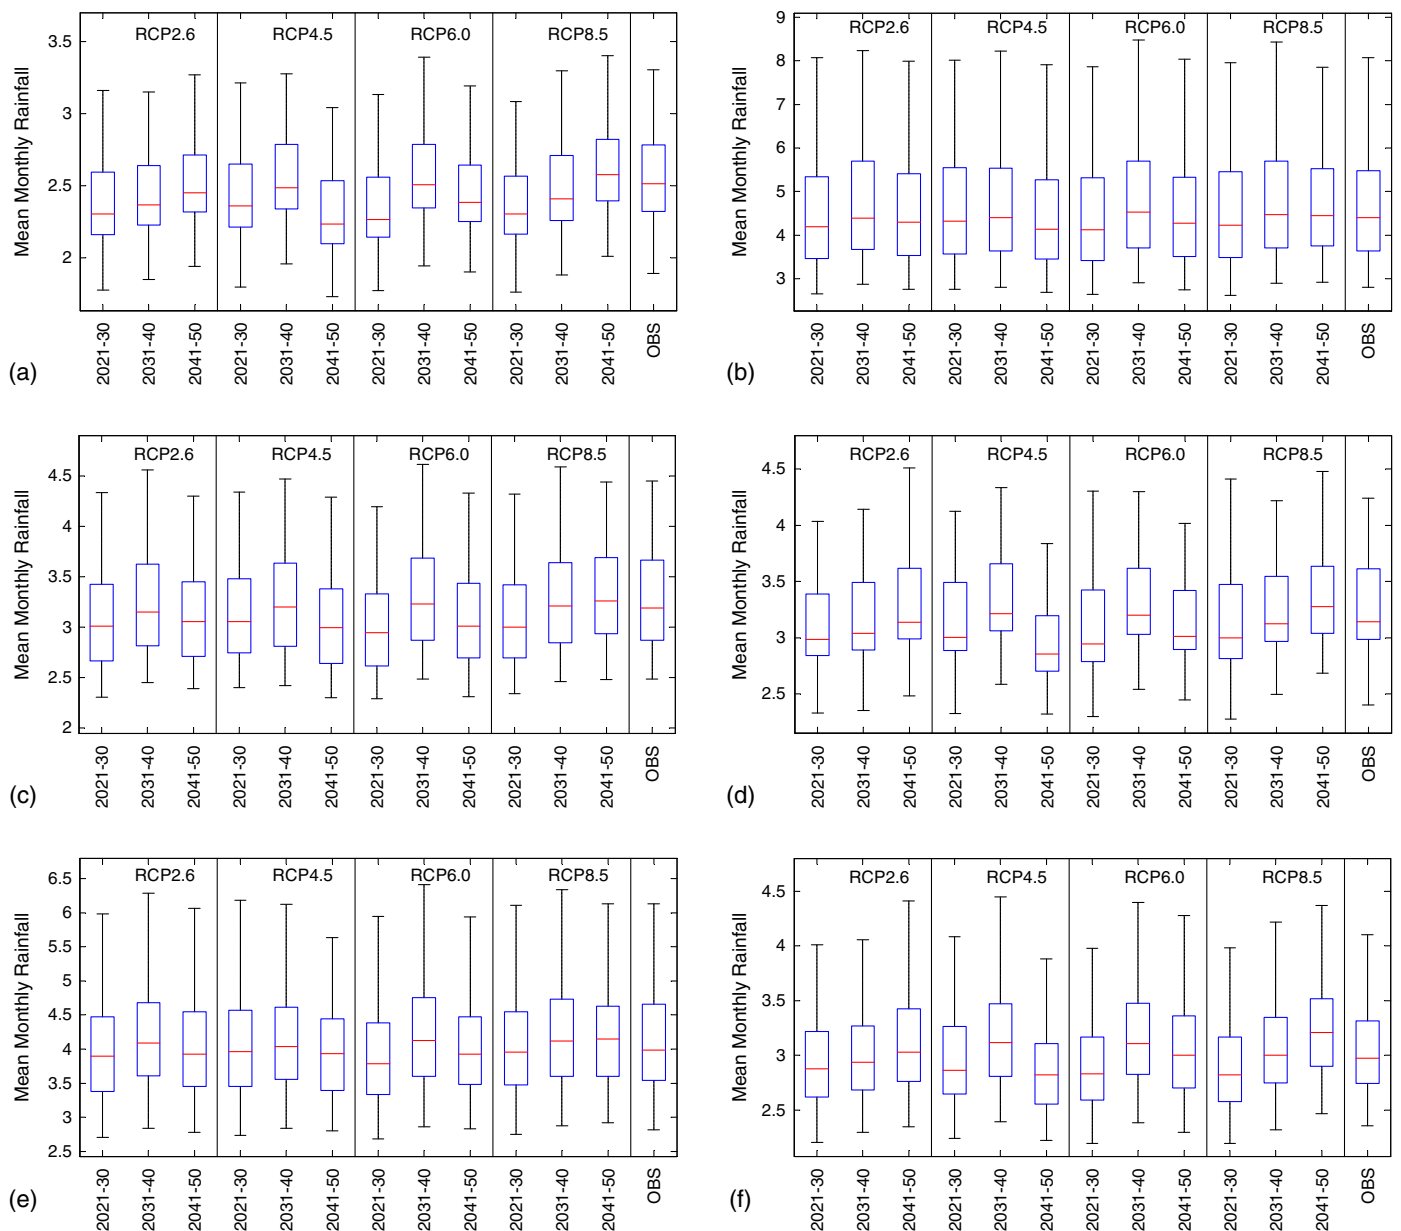 Mean Monthly Rainfall
RCP2.6 RCP4.5 RCP6.0 RCP8.5
3.5
3
2.5
2
2021-30 2031-40 2041-50 2021-30 2031-40 2041-50 2021-30 2031-40 2041-50 2021-30 2031-40 2041-50 OBS
(a)
Mean Monthly Rainfall
RCP2.6 RCP4.5 RCP6.0 RCP8.5
9
8
7
6
5
4
3
2021-30 2031-40 2041-50 2021-30 2031-40 2041-50 2021-30 2031-40 2041-50 2021-30 2031-40 2041-50 OBS
(b)
Mean Monthly Rainfall
RCP2.6 RCP4.5 RCP6.0 RCP8.5
4.5
4
3.5
3
2.5
2
2021-30 2031-40 2041-50 2021-30 2031-40 2041-50 2021-30 2031-40 2041-50 2021-30 2031-40 2041-50 OBS
(c)
Mean Monthly Rainfall
RCP2.6 RCP4.5 RCP6.0 RCP8.5
4.5
4
3.5
3
2.5
2021-30 2031-40 2041-50 2021-30 2031-40 2041-50 2021-30 2031-40 2041-50 2021-30 2031-40 2041-50 OBS
(d)
Mean Monthly Rainfall
RCP2.6 RCP4.5 RCP6.0 RCP8.5
6.5
6
5.5
5
4.5
4
3.5
3
2.5
2021-30 2031-40 2041-50 2021-30 2031-40 2041-50 2021-30 2031-40 2041-50 2021-30 2031-40 2041-50 OBS
(e)
Mean Monthly Rainfall
RCP2.6 RCP4.5 RCP6.0 RCP8.5
4.5
4
3.5
3
2.5
2021-30 2031-40 2041-50 2021-30 2031-40 2041-50 2021-30 2031-40 2041-50 2021-30 2031-40 2041-50 OBS
(f)